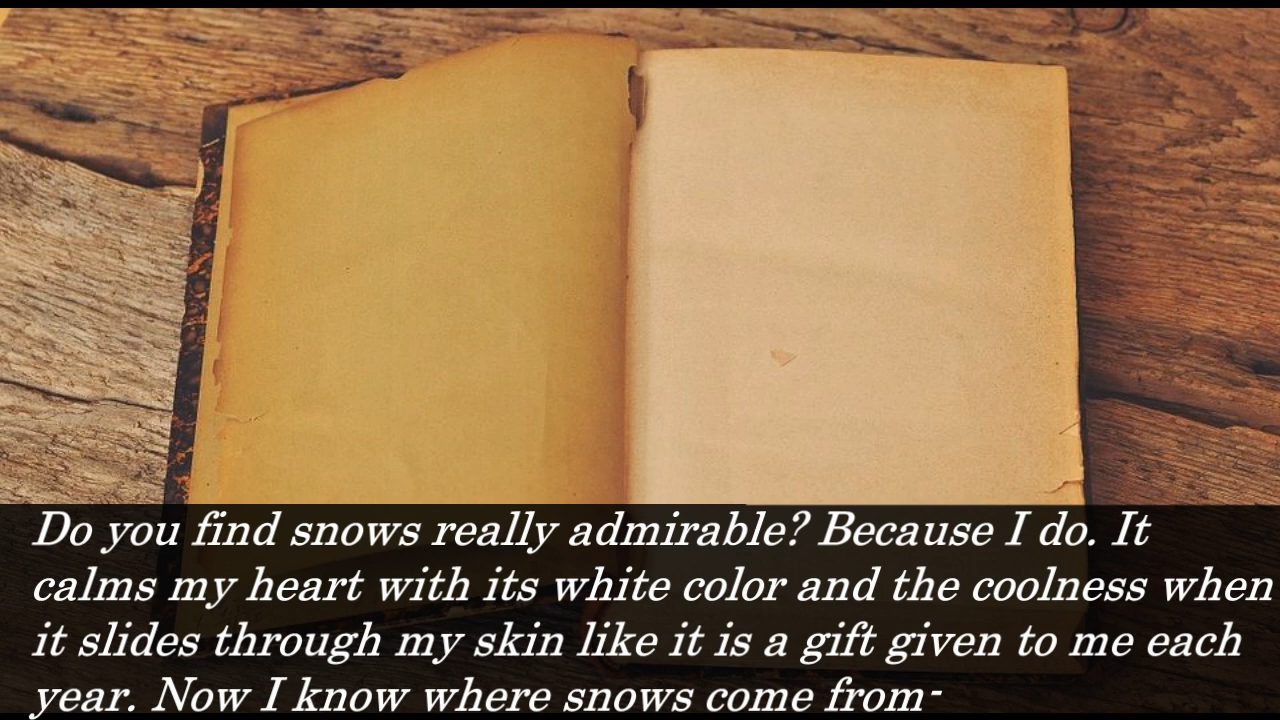 Do you find snows really admirable? Because I do. It
calms my heart with its white color and the coolness when
it slides through my skin like it is a gift given to me each
year. Now I know where snows come from-